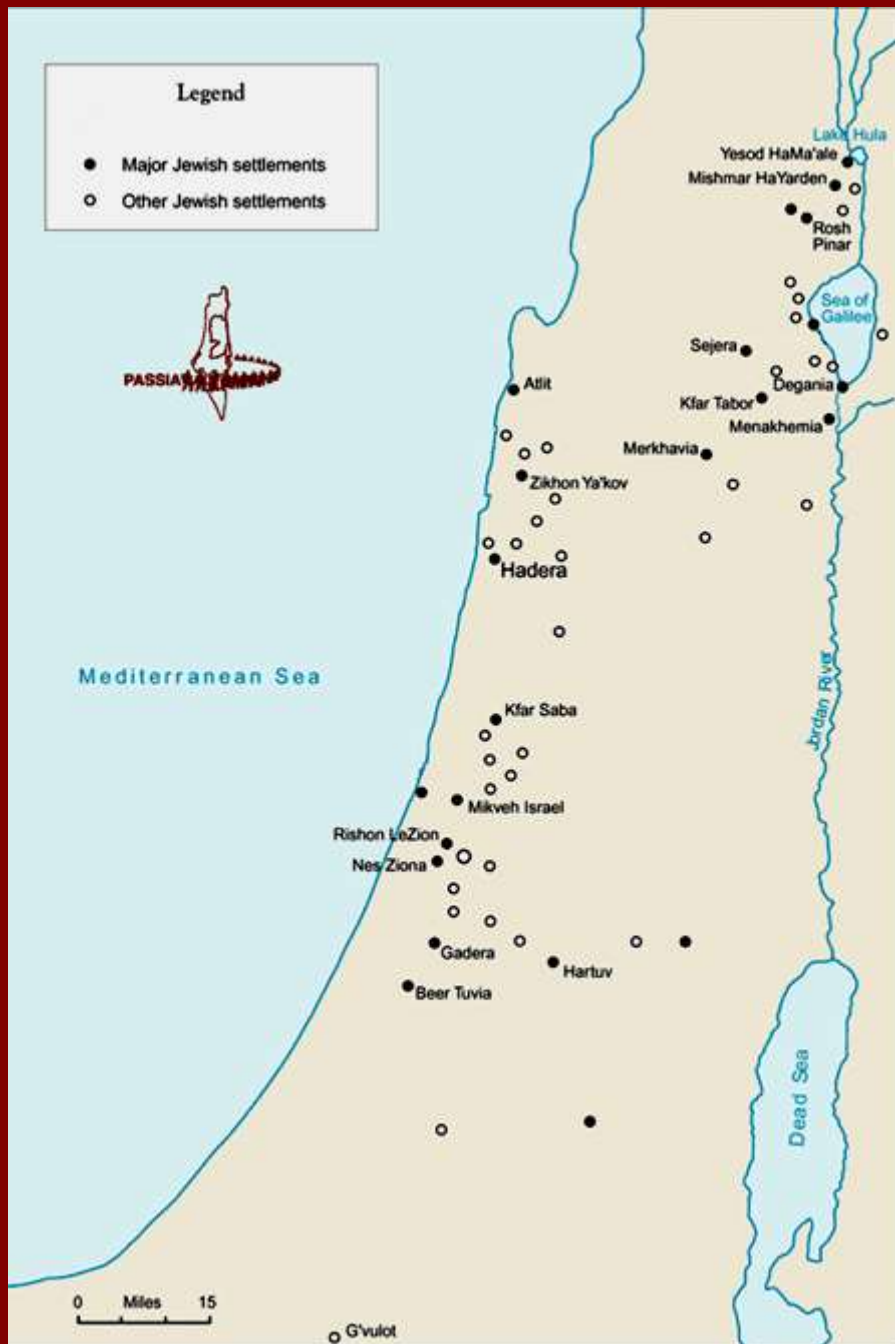 Legend
Major Jewish settlements
Other Jewish settlements
Lake Hula
Yesod HaMa'ale
Mishmar HaYarden
Rosh
Pinar
Sea of
Galilee
Sejera
PASSIA
Atlit
Degania
Kfar Tabor
Menakhemia
Merkhavia
Zikhon Ya'kov
Hadera
Mediterranean Sea
Jordan River
Kfar Saba
Mikveh Israel
Rishon LeZion
Nes Ziona
Gadera
Hartuv
Beer Tuvia
Dead Sea
0 Miles 15
G'vulot